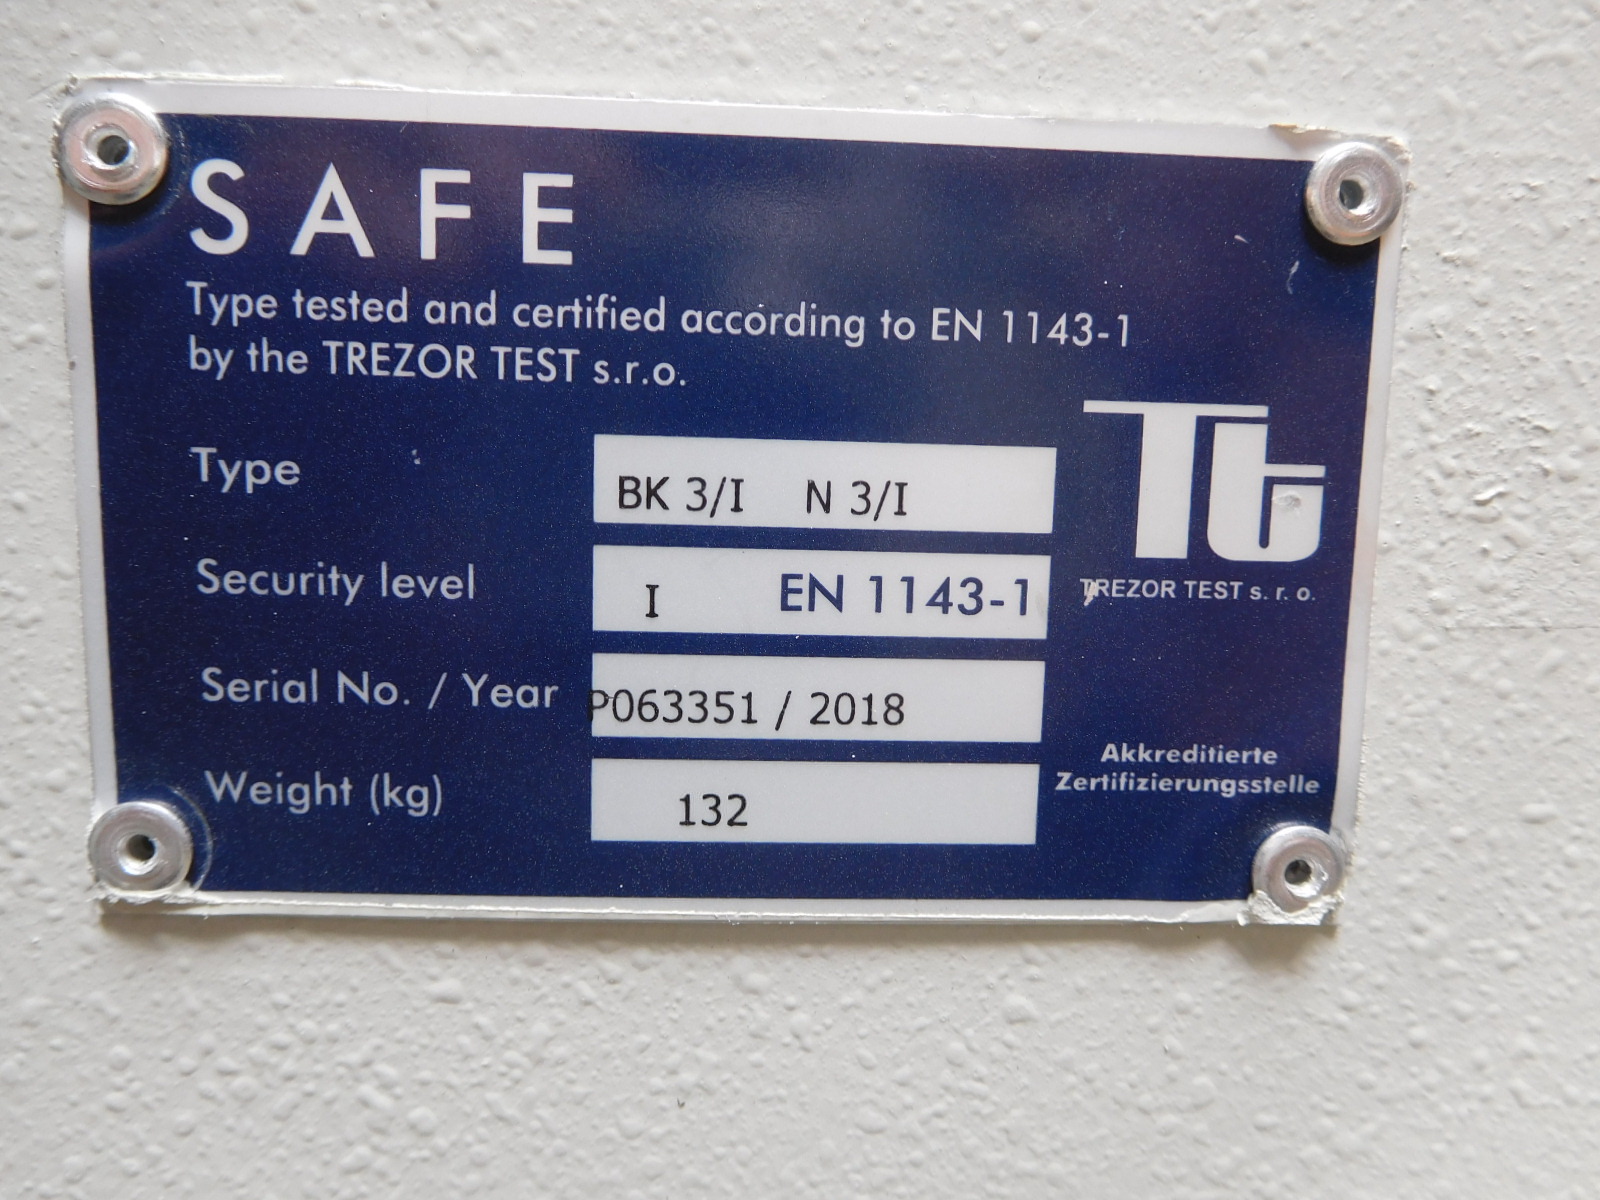 SAFE
Type tested and certified according to EN 1143-1
by the TREZOR TEST s.r.o.
Type BK 3/I N 3/I
Security level I EN 1143-1
Serial No. / Year P063351 / 2018
Weight (kg) 132
Tt
TREZOR TEST s. r. o.
Akkreditierte
Zertifizierungsstelle